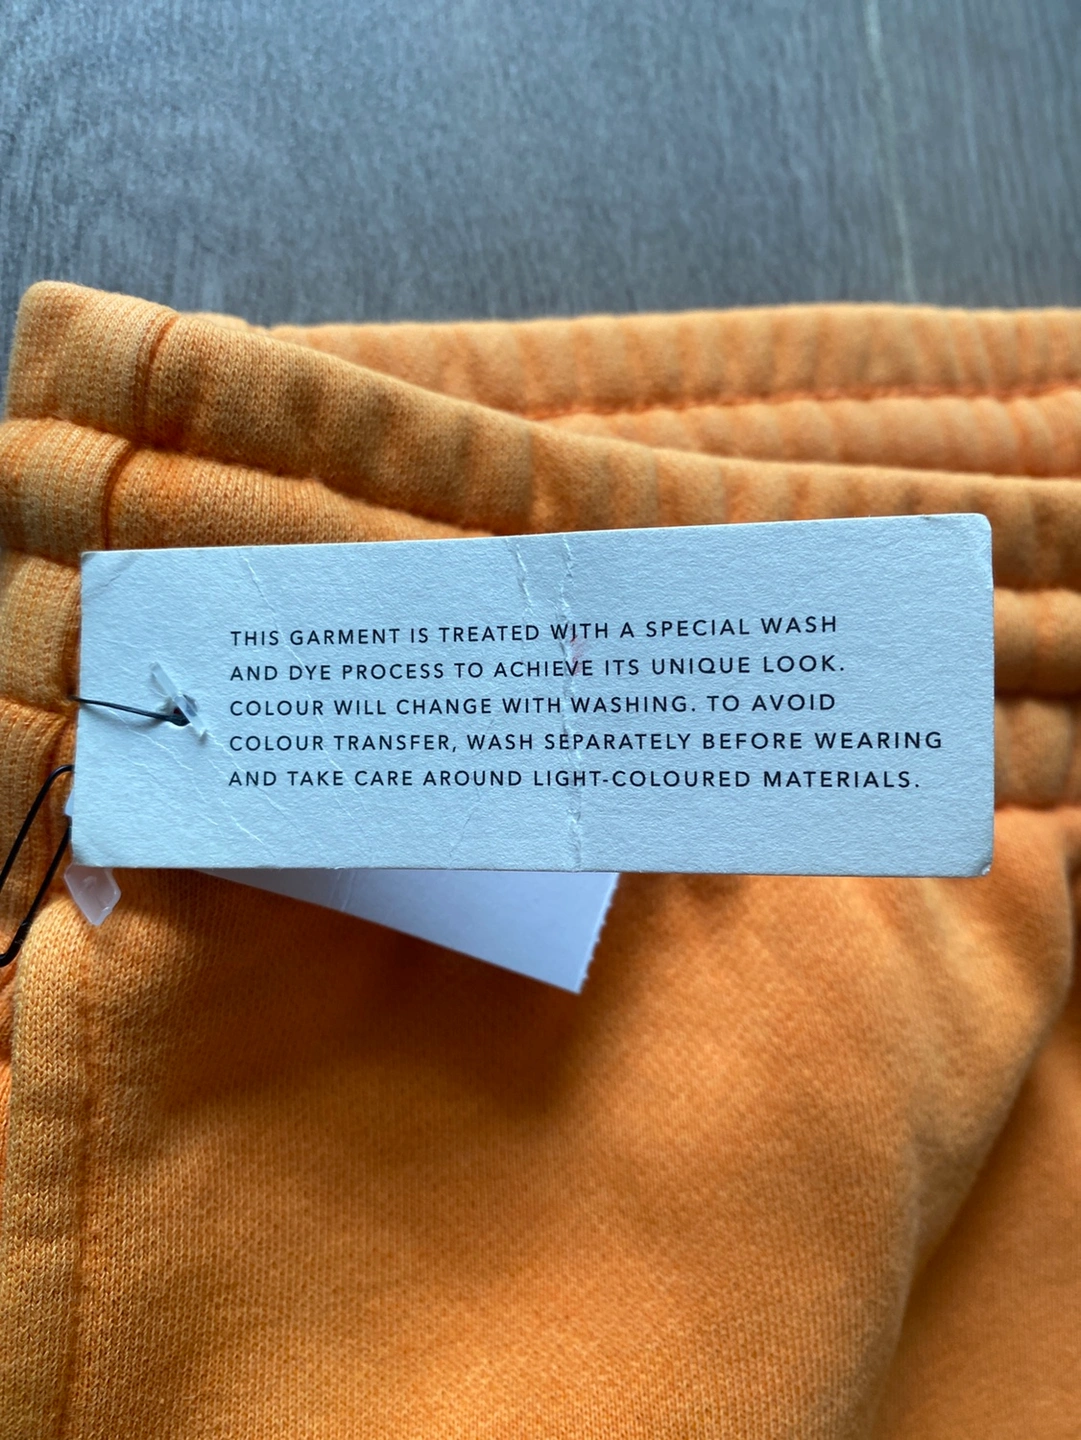 THIS GARMENT IS TREATED WITH A SPECIAL WASH
AND DYE PROCESS TO ACHIEVE ITS UNIQUE LOOK.
COLOUR WILL CHANGE WITH WASHING. TO AVOID
COLOUR TRANSFER, WASH SEPARATELY BEFORE WEARING
AND TAKE CARE AROUND LIGHT-COLOURED MATERIALS.